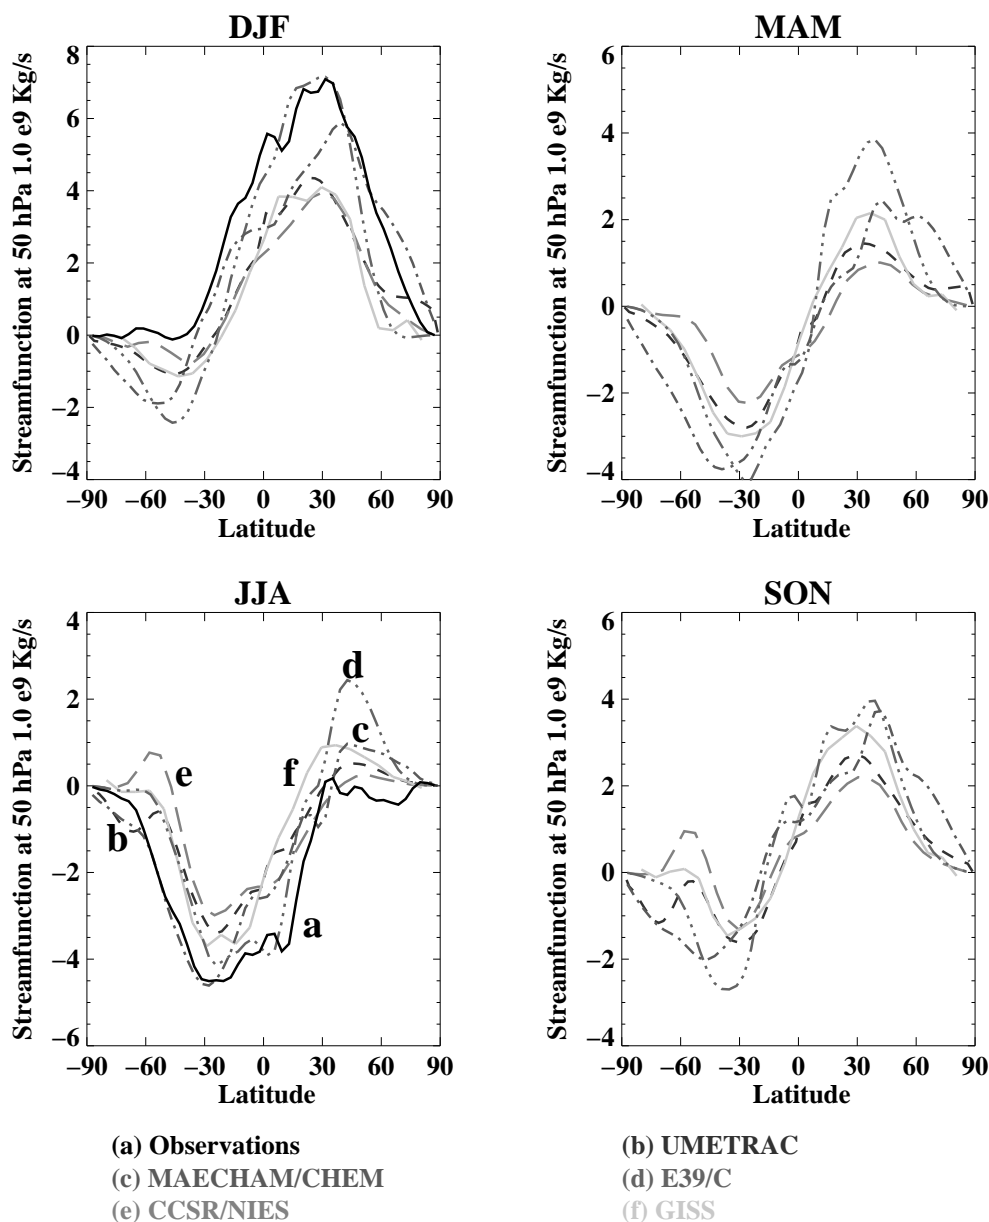 DJF
Streamfunction at 50 hPa 1.0 e9 Kg/s
8
6
4
2
0
−2
−4
−90 −60 −30 0 30 60 90
Latitude
MAM
Streamfunction at 50 hPa 1.0 e9 Kg/s
6
4
2
0
−2
−4
−90 −60 −30 0 30 60 90
Latitude
JJA
Streamfunction at 50 hPa 1.0 e9 Kg/s
4
2
0
−2
−4
−6
d
c
e
f
b
a
−90 −60 −30 0 30 60 90
Latitude
SON
Streamfunction at 50 hPa 1.0 e9 Kg/s
6
4
2
0
−2
−4
−90 −60 −30 0 30 60 90
Latitude
(a) Observations
(b) UMETRAC
(c) MAECHAM/CHEM
(d) E39/C
(e) CCSR/NIES
(f) GISS